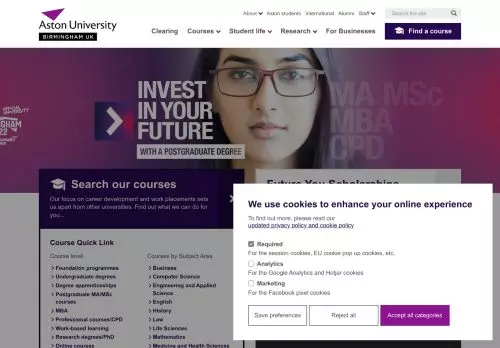 Aston University
BIRMINGHAM UK
About Aston students International Alumni Staff Search the site
Clearing Courses Student life Research For Businesses Find a course
INVEST
IN YOUR
FUTURE
WITH A POSTGRADUATE DEGREE
MA MSc
MBA
CPD
22
Search our courses
Our focus on career development and work placements sets
us apart from other universities. Find out what we can do for
you...
Future You Scholarships
Course Quick Link
Course level
Foundation programmes
Undergraduate degrees
Degree apprenticeships
Postgraduate MA/MSc
courses
MBA
Professional courses/CPD
Work-based learning
Research degrees/PhD
Online courses
Courses by Subject Area
Business
Computer Science
Engineering and Applied
Science
English
History
Law
Life Sciences
Mathematics
Medicine and Health Sciences
We use cookies to enhance your online experience
To find out more, please read our
updated privacy policy and cookie policy
Required
For the session cookies, EU cookie pop up cookies, etc.
Analytics
For the Google Analytics and Hotjar cookies
Marketing
For the Facebook pixel cookies
Save preferences Reject all Accept all categories